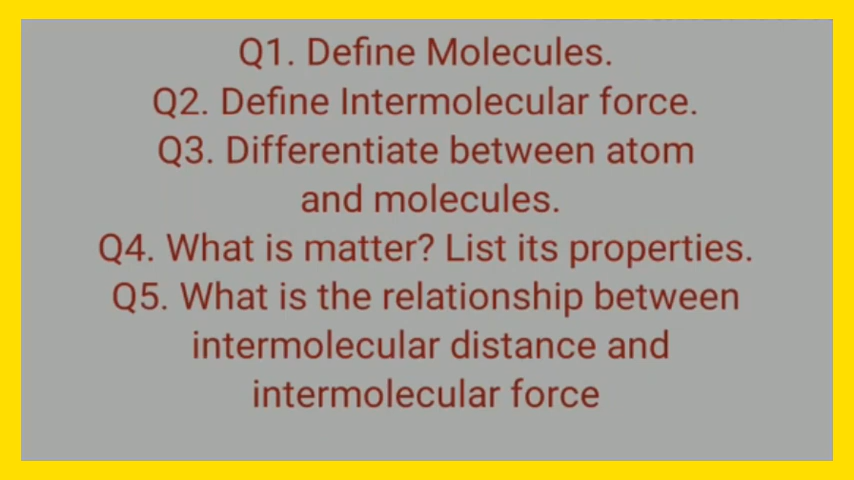 Q1. Define Molecules.
Q2. Define Intermolecular force.
Q3. Differentiate between atom
and molecules.
Q4. What is matter? List its properties.
Q5. What is the relationship between
intermolecular distance and
intermolecular force